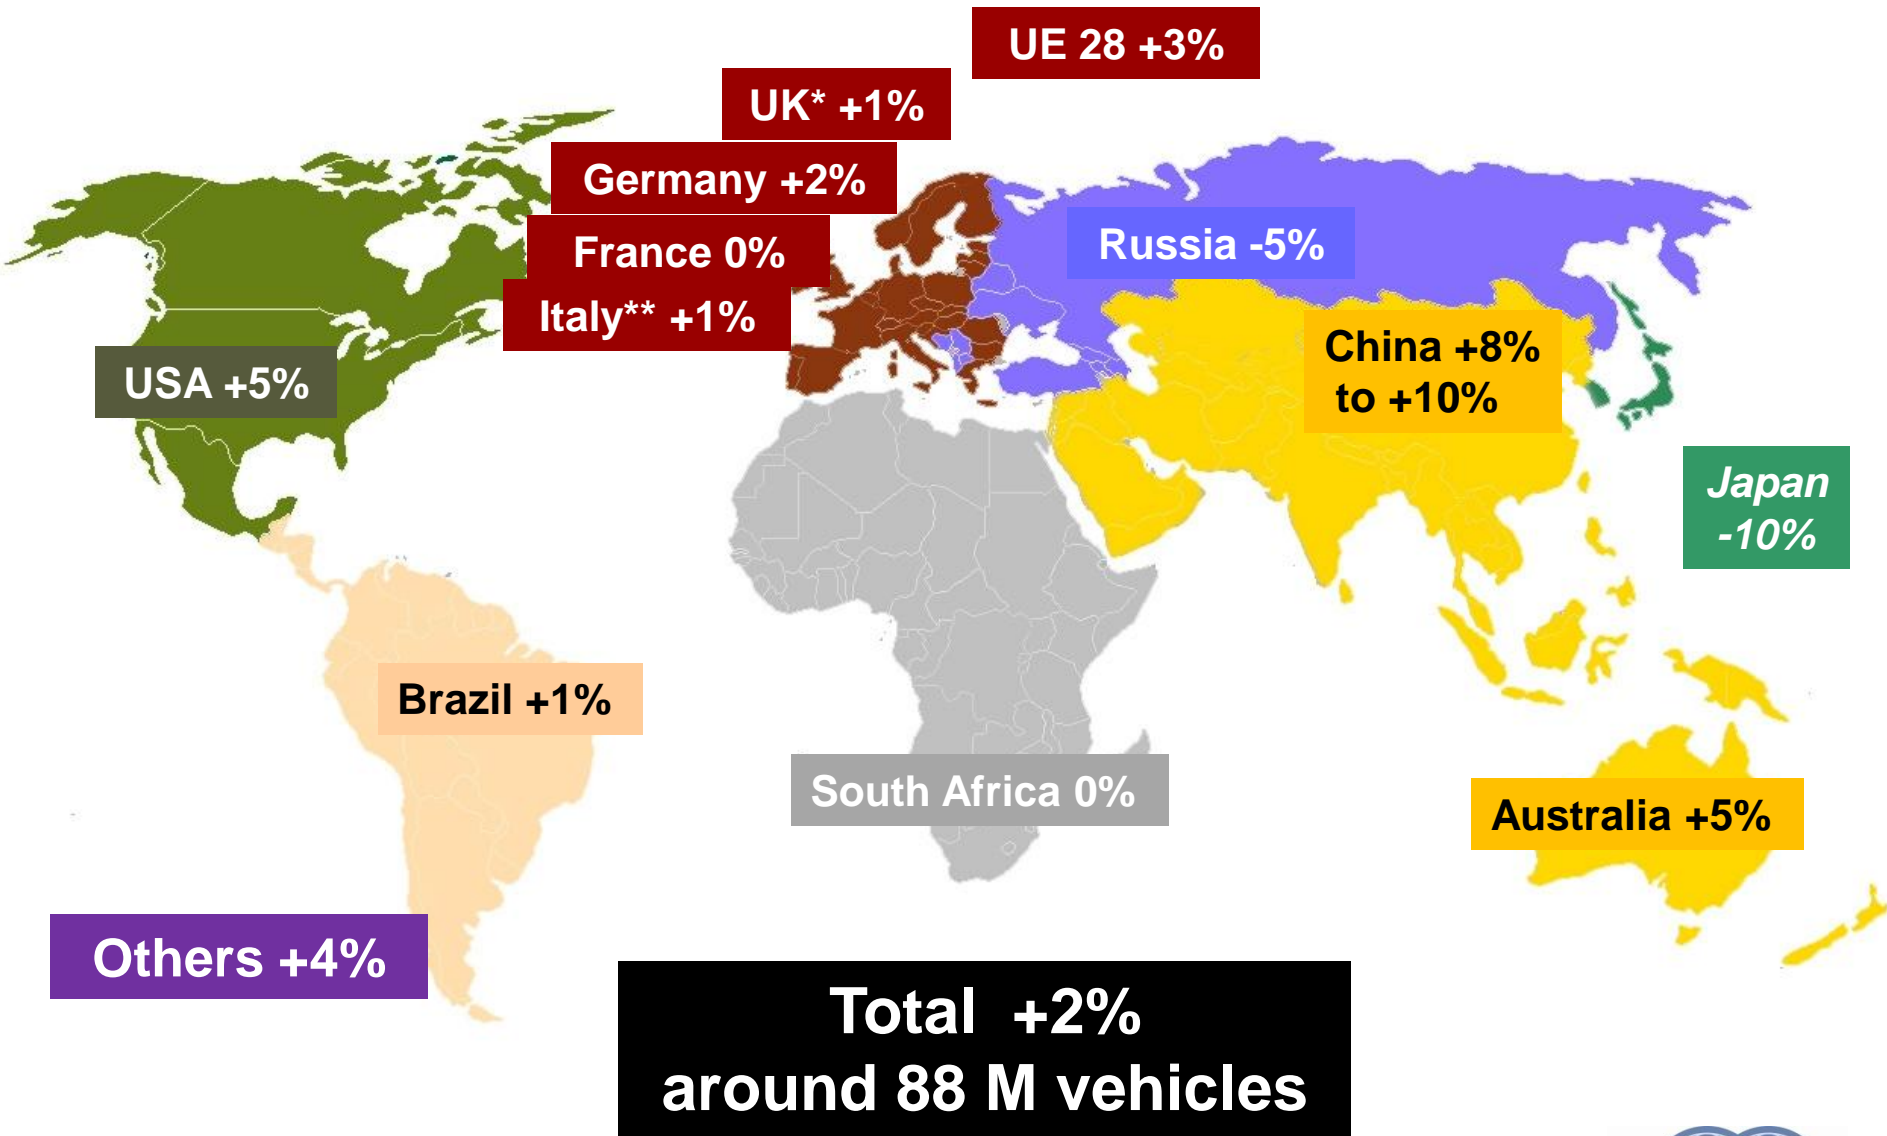 UE 28 +3%
UK* +1%
Germany +2%
France 0%
Italy** +1%
Russia -5%
China +8%
to +10%
USA +5%
Japan
-10%
Brazil +1%
South Africa 0%
Australia +5%
Others +4%
Total +2%
around 88 M vehicles